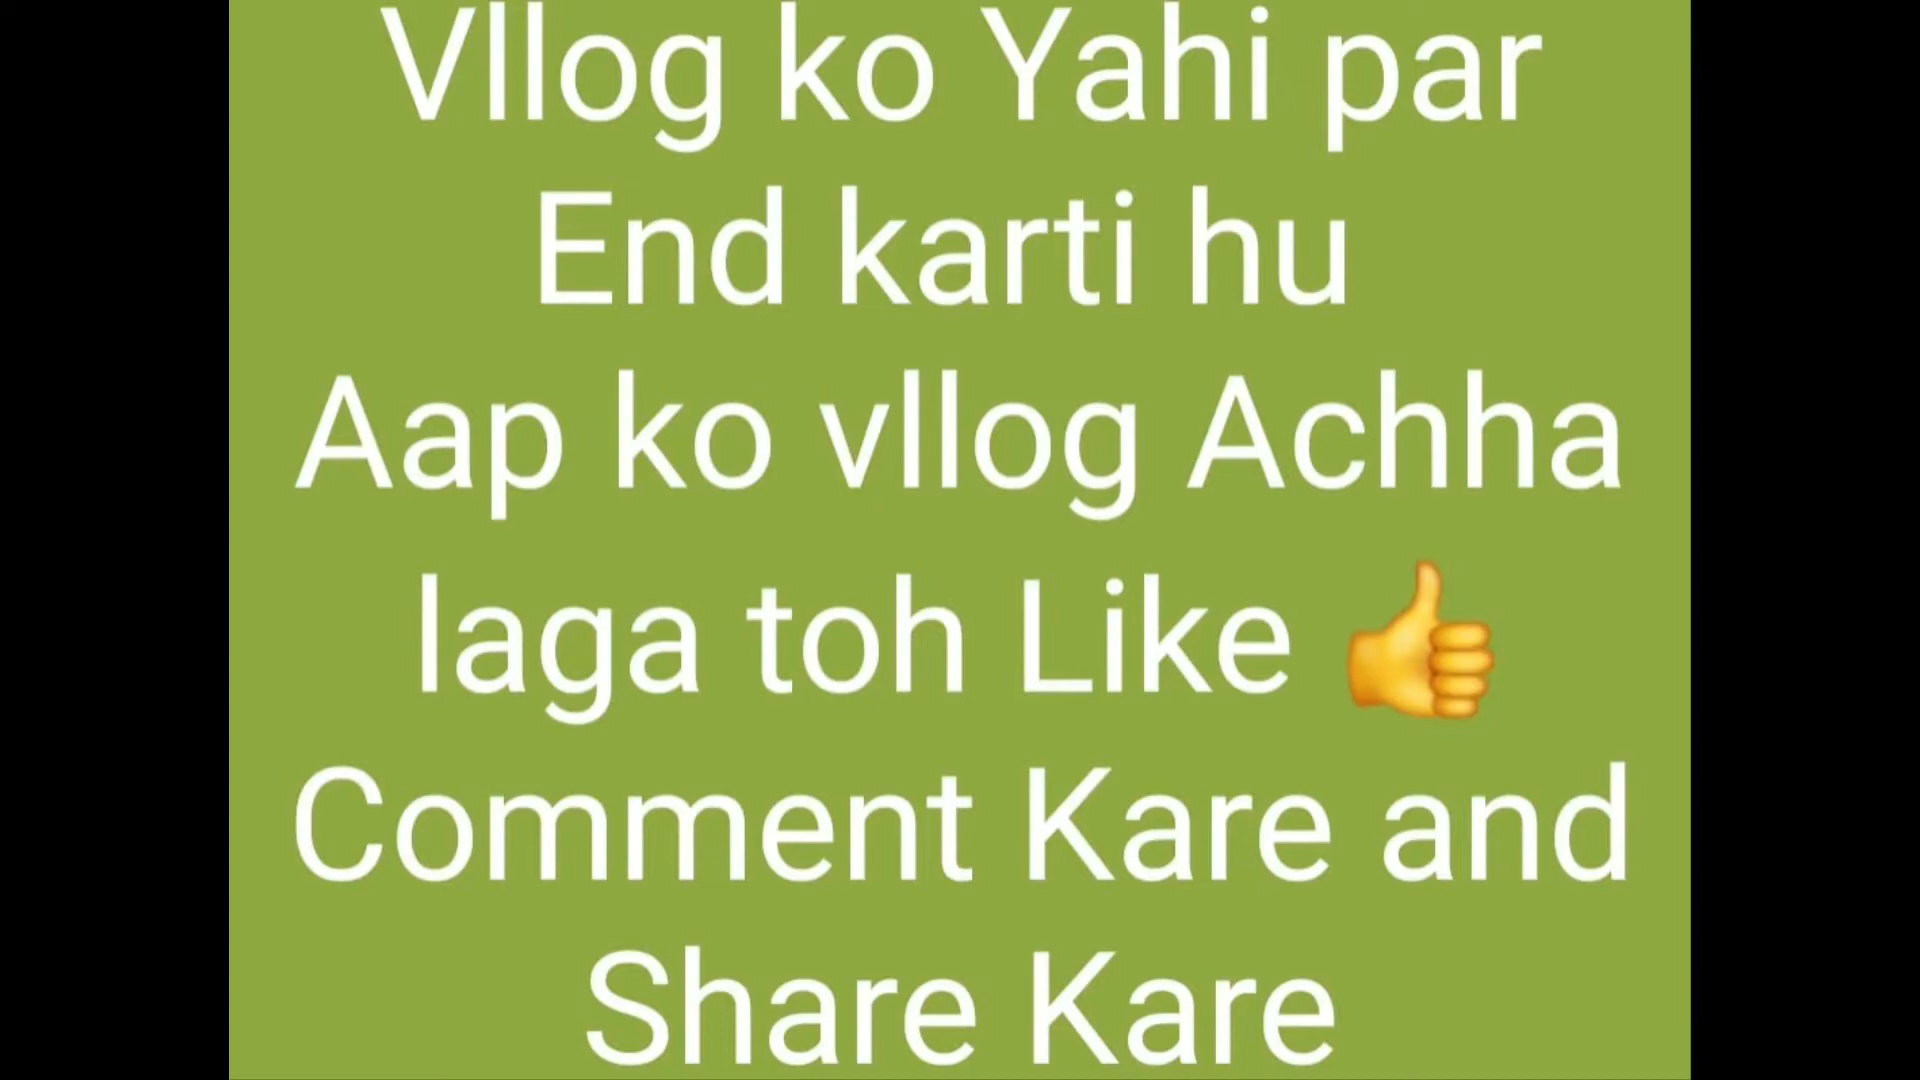 Vllog ko Yahi par
End karti hu
Aap ko vllog Achha
laga toh Like 👍
Comment Kare and
Share Kare